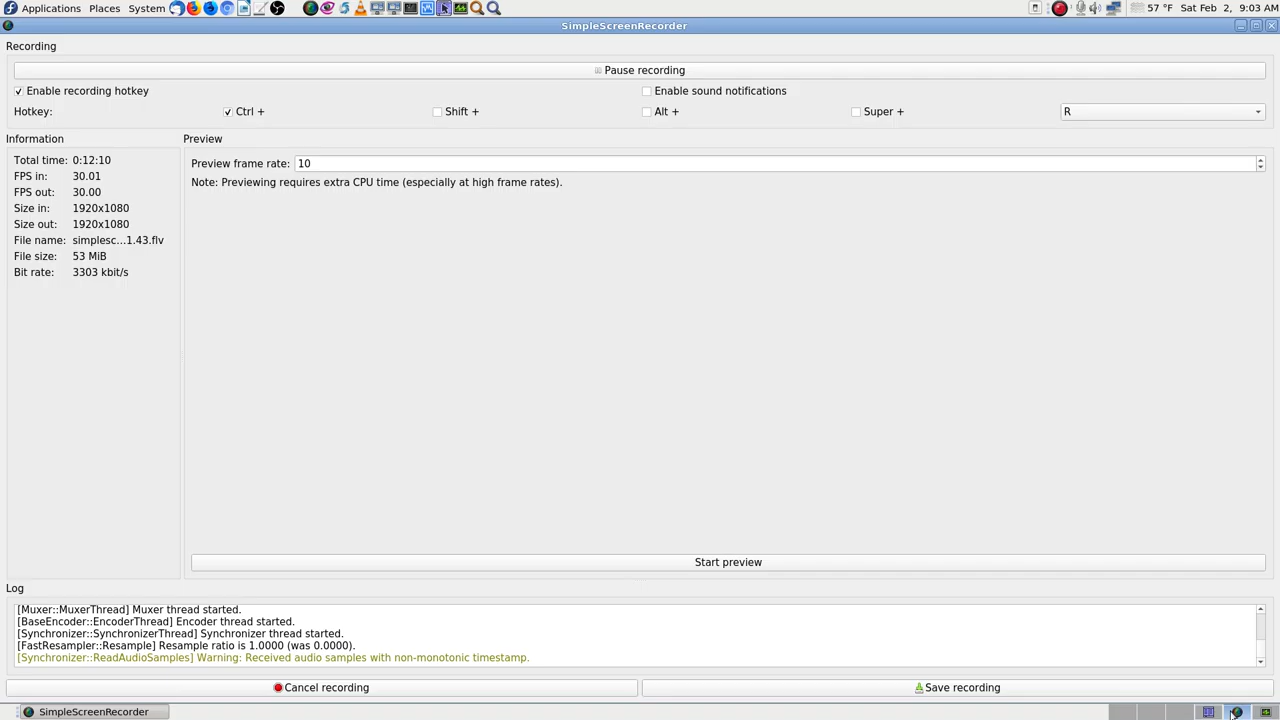 Applications Places System 57 °F Sat Feb 2, 9:03 AM
SimpleScreenRecorder
Recording
Pause recording
Enable recording hotkey Enable sound notifications
Hotkey: Ctrl + Shift + Alt + Super + R
Information Preview
Total time: 0:12:10
FPS in: 30.01
FPS out: 30.00
Size in: 1920x1080
Size out: 1920x1080
File name: simplesc...1.43.flv
File size: 53 MiB
Bit rate: 3303 kbit/s
Preview frame rate: 10
Note: Previewing requires extra CPU time (especially at high frame rates).
Start preview
Log
[Muxer::MuxerThread] Muxer thread started.
[BaseEncoder::EncoderThread] Encoder thread started.
[Synchronizer::SynchronizerThread] Synchronizer thread started.
[FastResampler::Resample] Resample ratio is 1.0000 (was 0.0000).
[Synchronizer::ReadAudioSamples] Warning: Received audio samples with non-monotonic timestamp.
Cancel recording Save recording
SimpleScreenRecorder